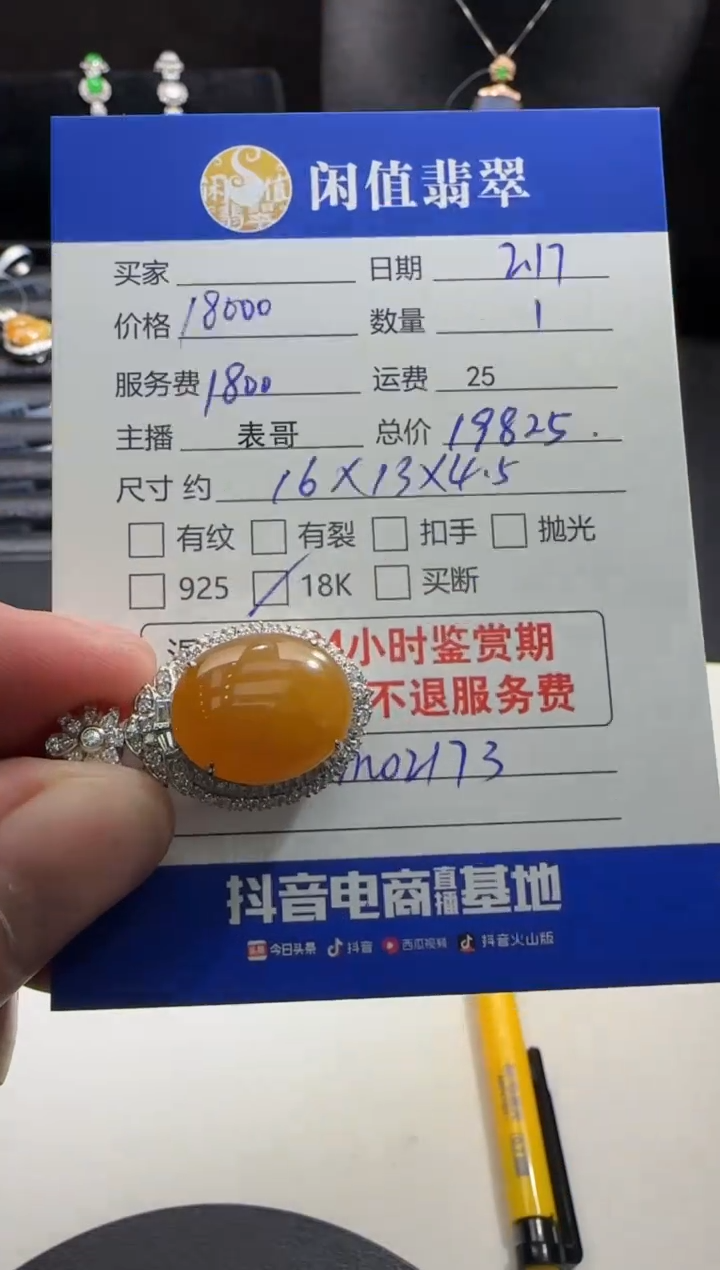 闲值翡翠
买家 日期 2.17
价格 18000 数量 1
服务费 1800 运费 25
主播 表哥 总价 19825.
尺寸 约 16X13X4.5
有纹 有裂 扣手 抛光
925 18K 买断
4小时鉴赏期
不退服务费
no2173
抖音电商直播基地
今日头条 抖音 西瓜视频 抖音火山版